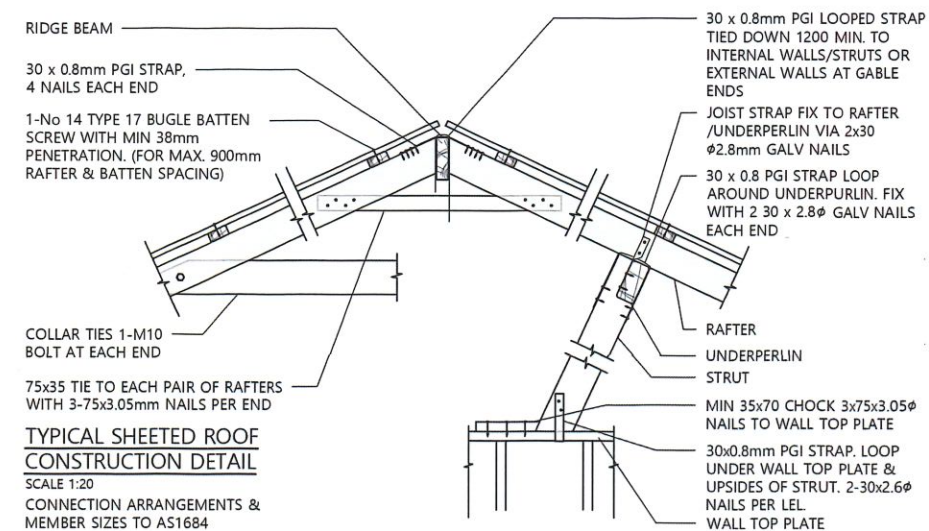 RIDGE BEAM
30 x 0.8mm PGI STRAP,
4 NAILS EACH END
1-No 14 TYPE 17 BUGLE BATTEN
SCREW WITH MIN 38mm
PENETRATION. (FOR MAX. 900mm
RAFTER & BATTEN SPACING)
COLLAR TIES 1-M10
BOLT AT EACH END
75x35 TIE TO EACH PAIR OF RAFTERS
WITH 3-75x3.05mm NAILS PER END
TYPICAL SHEETED ROOF
CONSTRUCTION DETAIL
SCALE 1:20
CONNECTION ARRANGEMENTS &
MEMBER SIZES TO AS1684
30 x 0.8mm PGI LOOPED STRAP
TIED DOWN 1200 MIN. TO
INTERNAL WALLS/STRUTS OR
EXTERNAL WALLS AT GABLE
ENDS
JOIST STRAP FIX TO RAFTER
/UNDERPERLIN VIA 2x30
ø2.8mm GALV NAILS
30 x 0.8 PGI STRAP LOOP
AROUND UNDERPURLIN. FIX
WITH 2 30 x 2.8ø GALV NAILS
EACH END
RAFTER
UNDERPERLIN
STRUT
MIN 35x70 CHOCK 3x75x3.05ø
NAILS TO WALL TOP PLATE
30x0.8mm PGI STRAP. LOOP
UNDER WALL TOP PLATE &
UPSIDES OF STRUT. 2-30x2.6ø
NAILS PER LEL.
WALL TOP PLATE